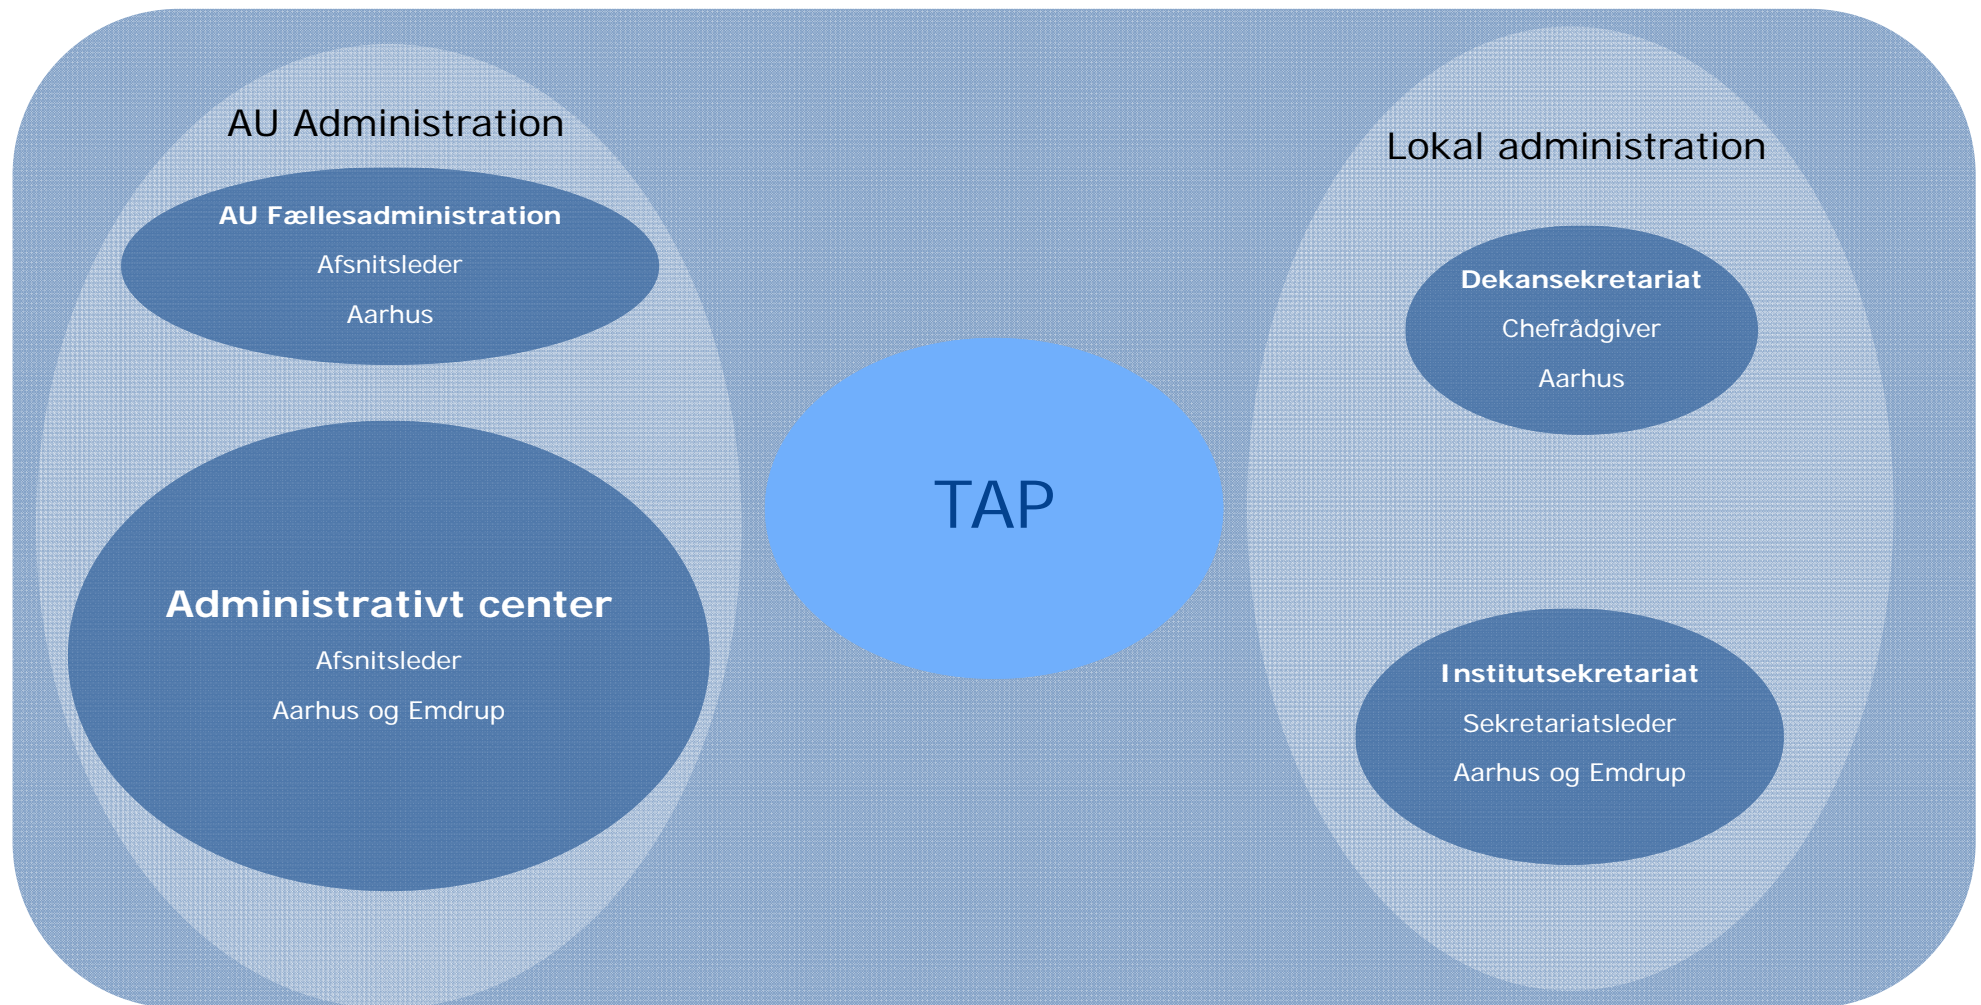 AU Administration
AU Fællesadministration
Afsnitsleder
Aarhus
Administrativt center
Afsnitsleder
Aarhus og Emdrup
TAP
Lokal administration
Dekansekretariat
Chefrådgiver
Aarhus
Institutsekretariat
Sekretariatsleder
Aarhus og Emdrup